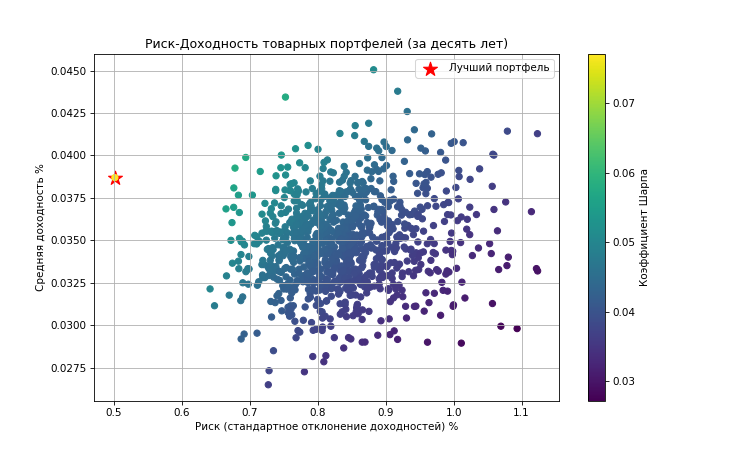 Риск-Доходность товарных портфелей (за десять лет)
Лучший портфель
Средняя доходность %
0.0450
0.0425
0.0400
0.0375
0.0350
0.0325
0.0300
0.0275
0.5 0.6 0.7 0.8 0.9 1.0 1.1
Риск (стандартное отклонение доходностей) %
0.07
0.06
0.05
0.04
0.03
Коэффициент Шарпа